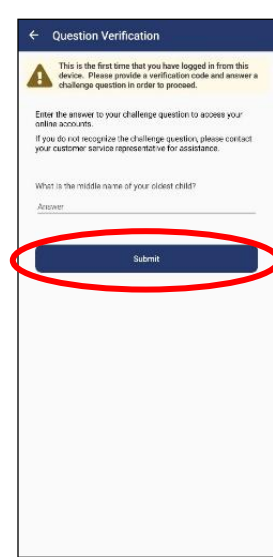 Question Verification
This is the first time that you have logged in from this
device. Please provide a verification code and answer a
challenge question in order to proceed.
Enter the answer to your challenge question to access your
online accounts.
If you do not recognize the challenge question, please contact
your customer service representative for assistance.
What is the middle name of your oldest child?
Answer
Submit